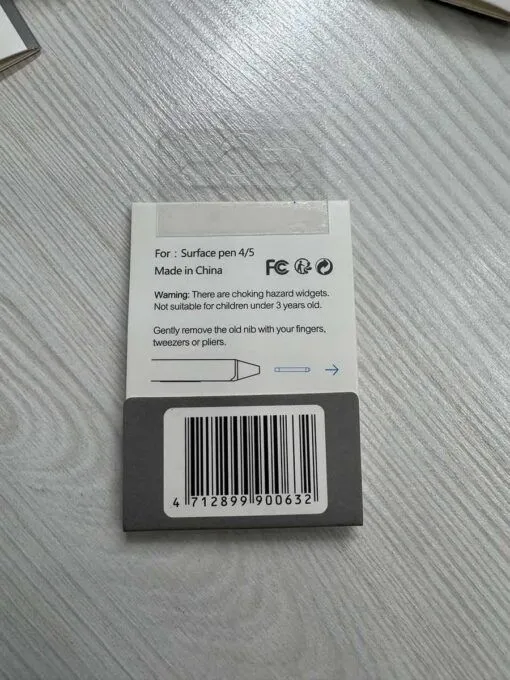 For : Surface pen 4/5
Made in China
FC
Warning: There are choking hazard widgets.
Not suitable for children under 3 years old.
Gently remove the old nib with your fingers,
tweezers or pliers.
4 712899 900632